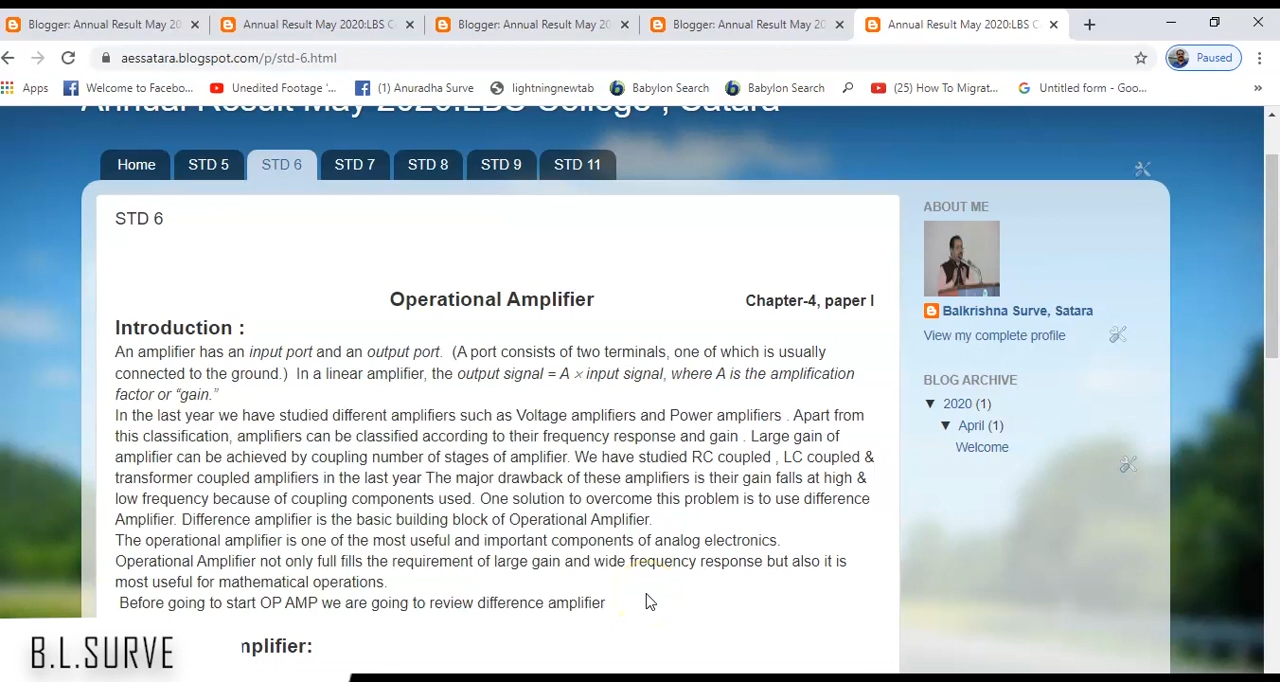 Blogger: Annual Result May 20
Annual Result May 2020:LBS C
Blogger: Annual Result May 20
Blogger: Annual Result May 20
Annual Result May 2020:LBS C
aessatara.blogspot.com/p/std-6.html
Paused
Apps
Welcome to Facebo...
Unedited Footage '...
(1) Anuradha Surve
lightningnewtab
Babylon Search
Babylon Search
(25) How To Migrat...
Untitled form - Goo...
»
Annual Result May 2020:LBS College , Satara
Home
STD 5
STD 6
STD 7
STD 8
STD 9
STD 11
STD 6
Operational Amplifier
Chapter-4, paper I
Introduction :
An amplifier has an input port and an output port. (A port consists of two terminals, one of which is usually
connected to the ground.) In a linear amplifier, the output signal = A × input signal, where A is the amplification
factor or “gain.”
In the last year we have studied different amplifiers such as Voltage amplifiers and Power amplifiers . Apart from
this classification, amplifiers can be classified according to their frequency response and gain . Large gain of
amplifier can be achieved by coupling number of stages of amplifier. We have studied RC coupled , LC coupled &
transformer coupled amplifiers in the last year The major drawback of these amplifiers is their gain falls at high &
low frequency because of coupling components used. One solution to overcome this problem is to use difference
Amplifier. Difference amplifier is the basic building block of Operational Amplifier.
The operational amplifier is one of the most useful and important components of analog electronics.
Operational Amplifier not only full fills the requirement of large gain and wide frequency response but also it is
most useful for mathematical operations.
Before going to start OP AMP we are going to review difference amplifier
mplifier:
B.L.SURVE
ABOUT ME
Balkrishna Surve, Satara
View my complete profile
BLOG ARCHIVE
▼ 2020 (1)
▼ April (1)
Welcome